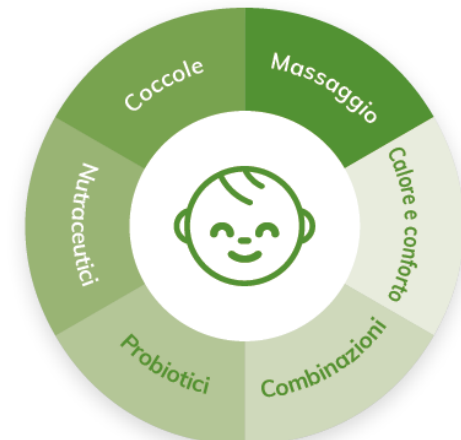 Massaggio
Calore e conforto
Combinazioni
Probiotici
Nutraceutici
Coccole